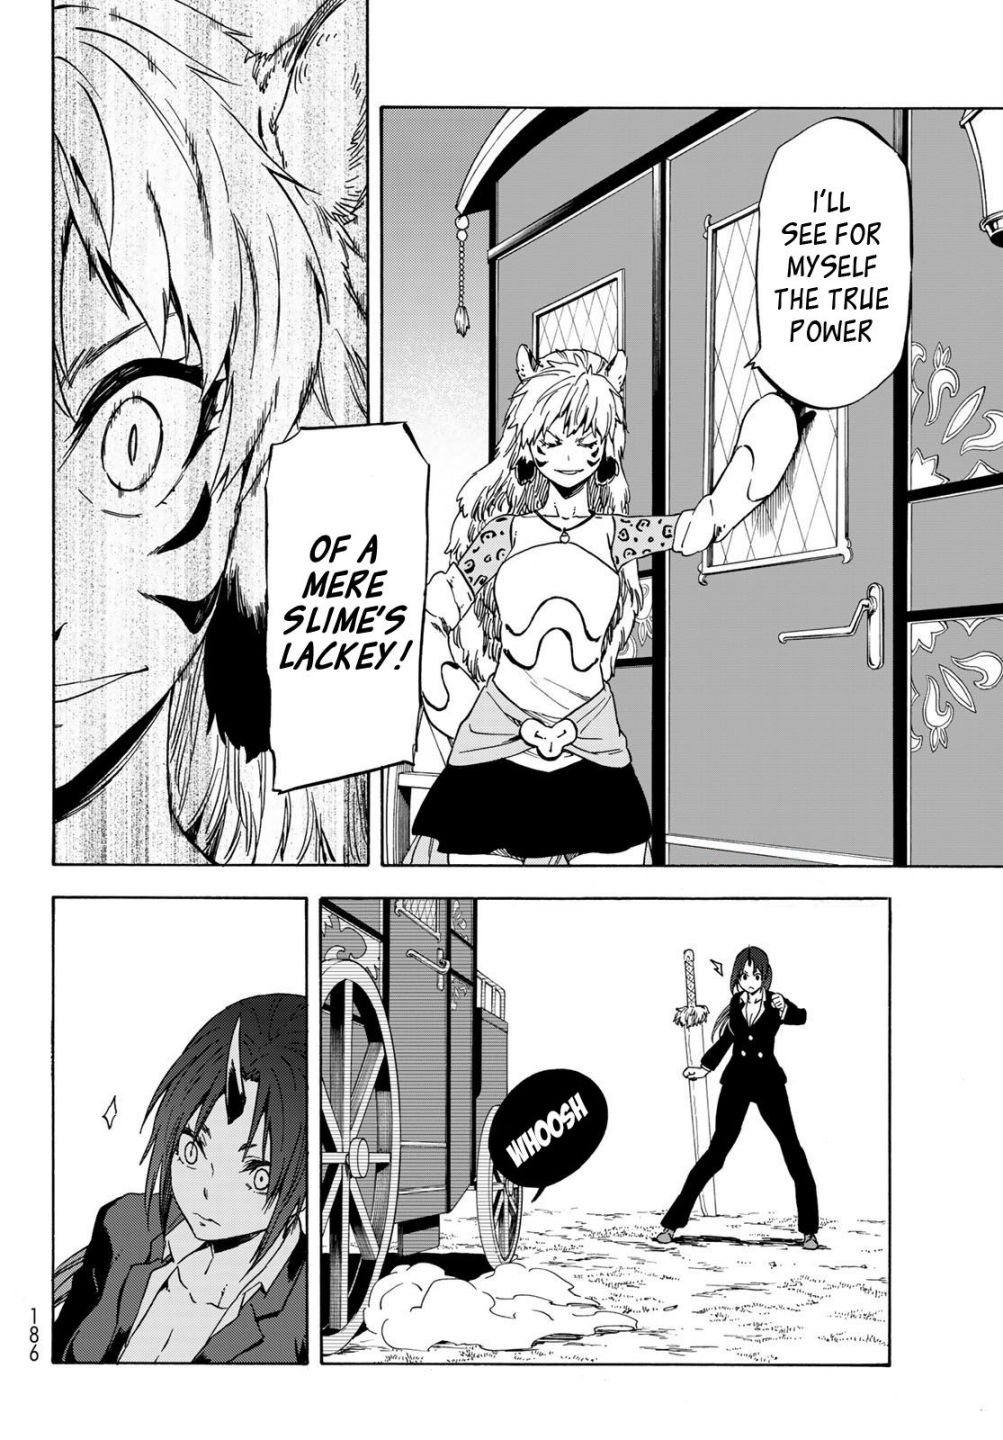 I'LL
SEE FOR
MYSELF
THE TRUE
POWER
OF A
MERE
SLIME'S
LACKEY!
WHOOSH
186